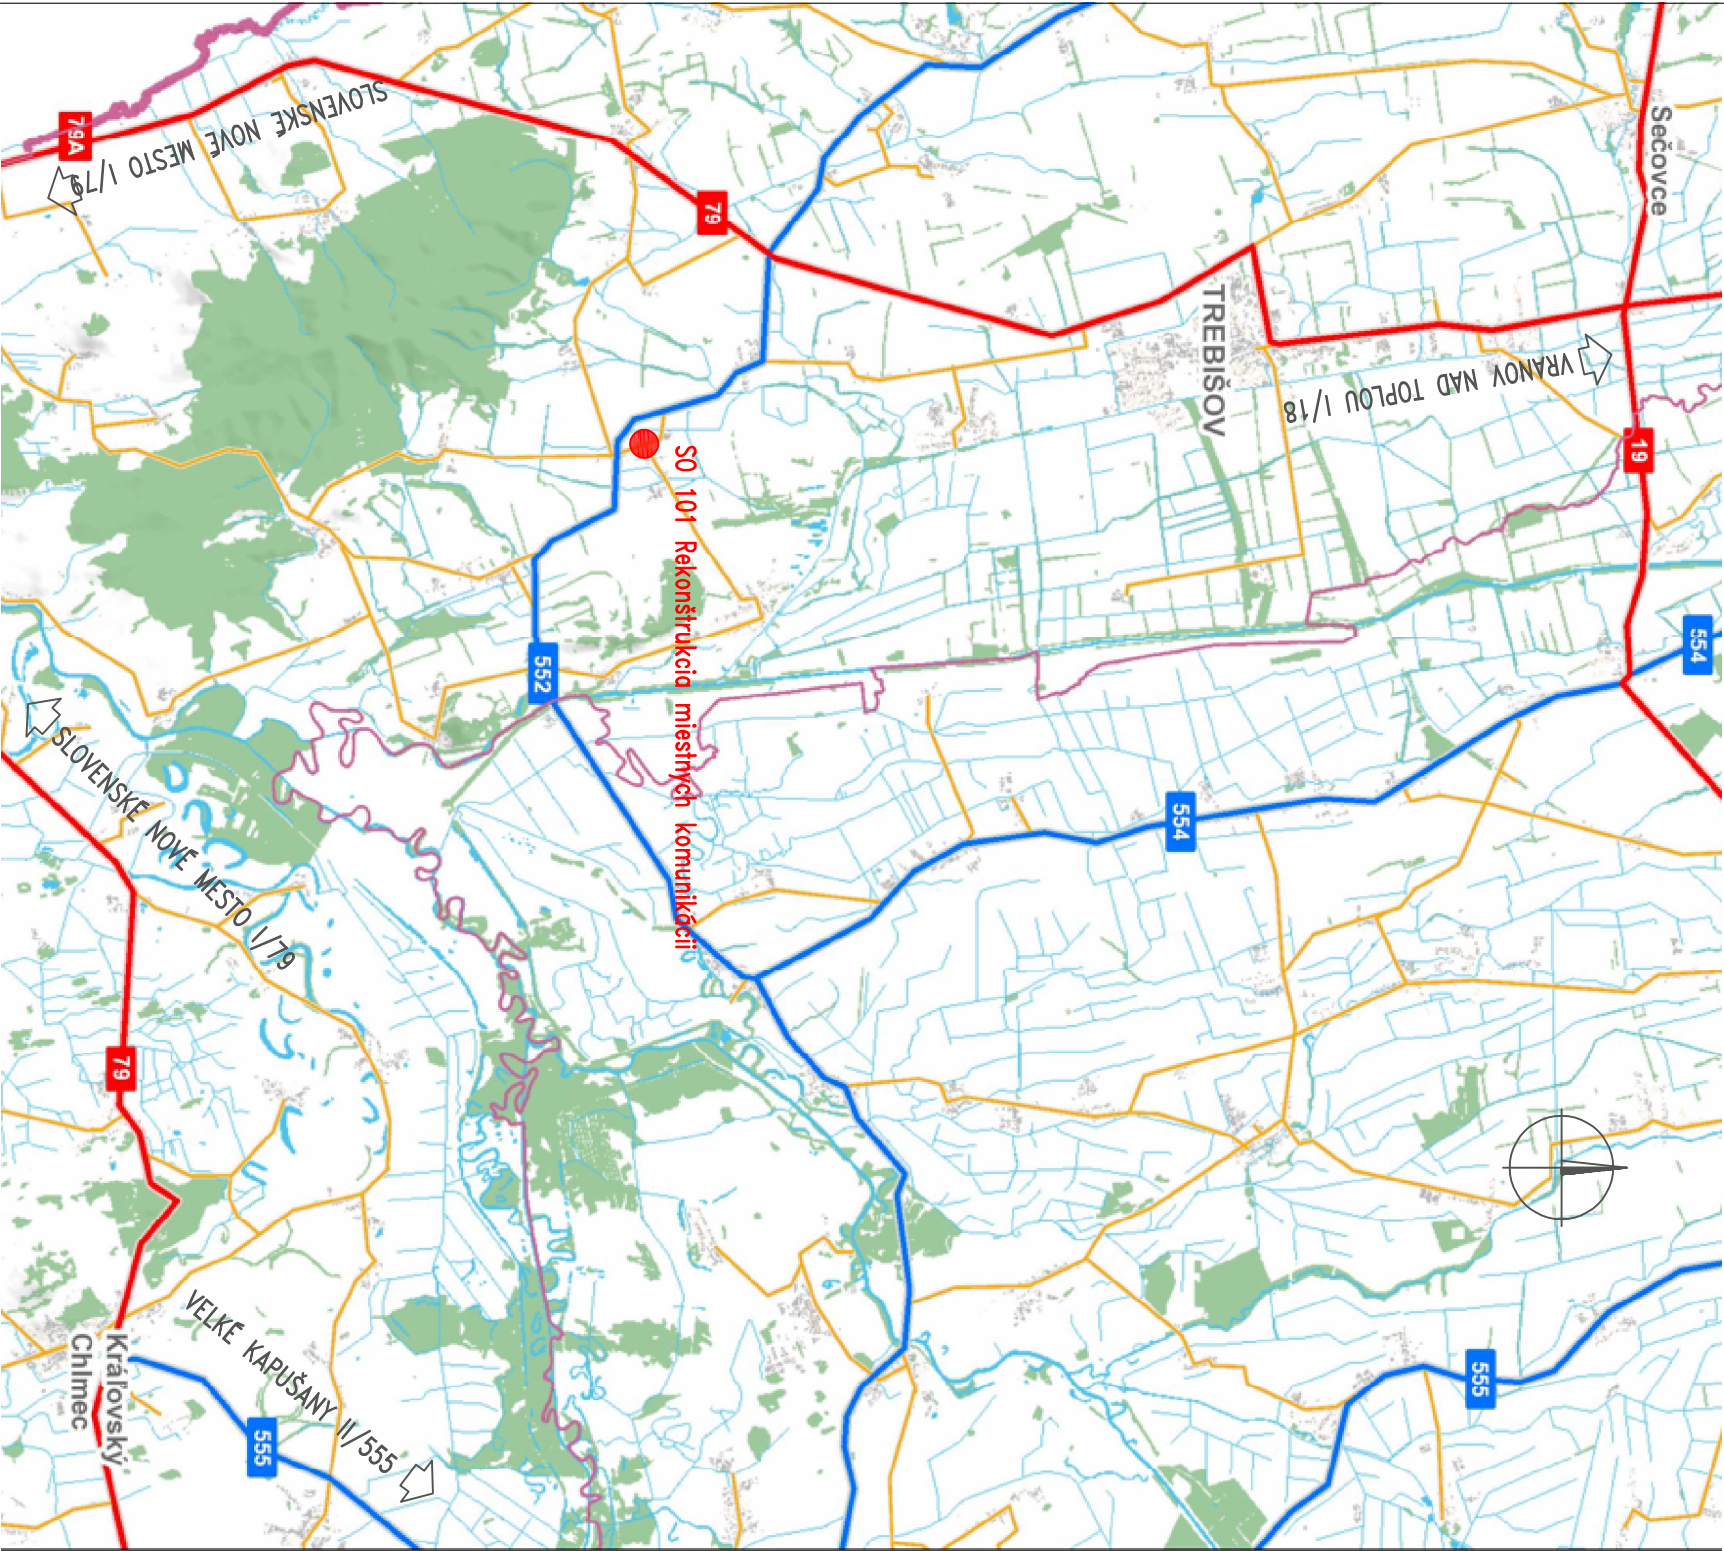 Sečovce
79A
SLOVENSKÉ NOVÉ MESTO I/79
79
TREBIŠOV
VRANOV NAD TOPĽOU I/18
19
SO 101 Rekonštrukcia miestnych komunikácií
554
552
SLOVENSKÉ NOVÉ MESTO I/79
554
79
Kráľovský
Chlmec
VEĽKÉ KAPUŠANY II/555
555
555